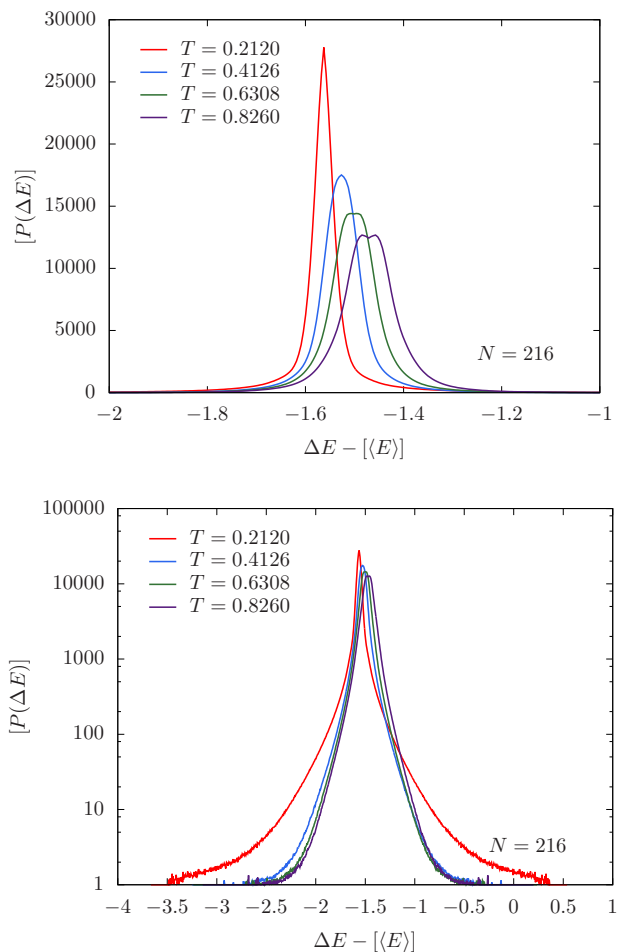 30000
25000
20000
15000
10000
5000
0
[P(ΔE)]
T = 0.2120
T = 0.4126
T = 0.6308
T = 0.8260
N = 216
−2 −1.8 −1.6 −1.4 −1.2 −1
ΔE − [⟨E⟩]
100000
10000
1000
100
10
1
[P(ΔE)]
T = 0.2120
T = 0.4126
T = 0.6308
T = 0.8260
N = 216
−4 −3.5 −3 −2.5 −2 −1.5 −1 −0.5 0 0.5 1
ΔE − [⟨E⟩]